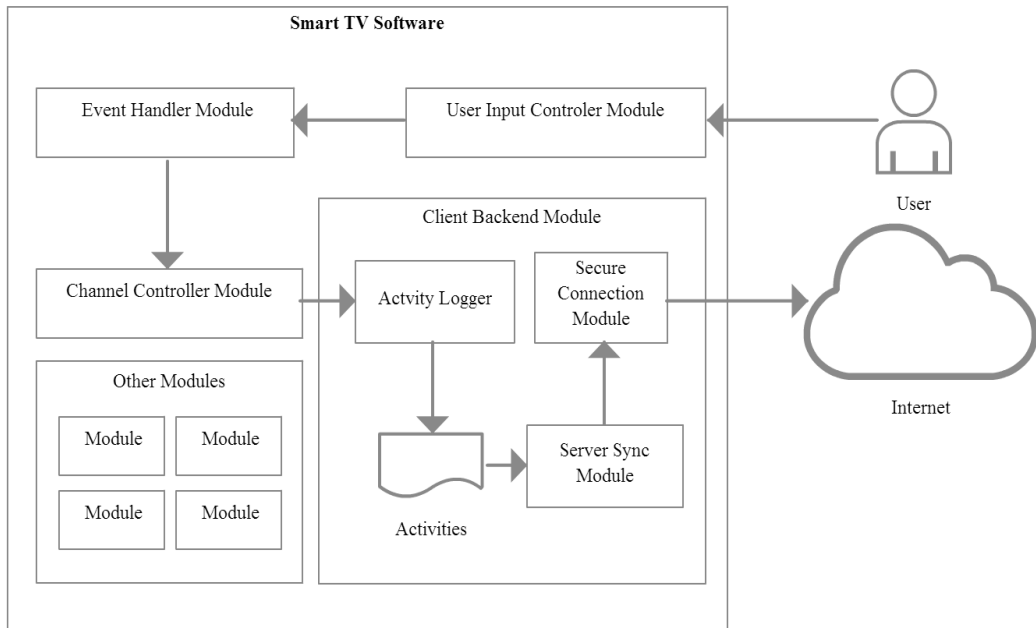 Smart TV Software
Event Handler Module
User Input Controler Module
User
Client Backend Module
Channel Controller Module
Actvity Logger
Secure
Connection
Module
Internet
Other Modules
Module
Module
Module
Module
Activities
Server Sync
Module